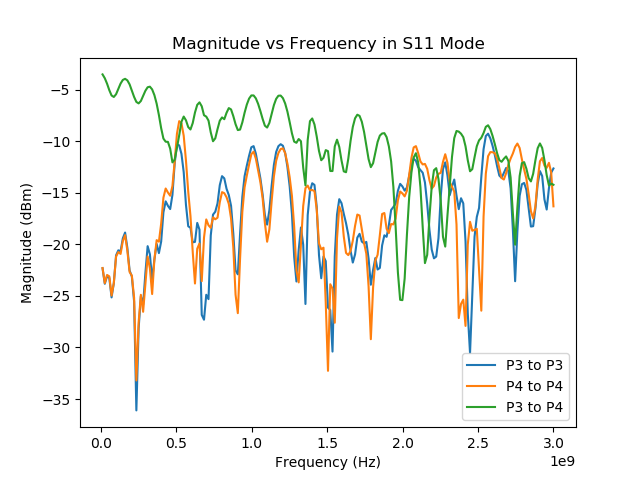 Magnitude vs Frequency in S11 Mode
Magnitude (dBm)
−5
−10
−15
−20
−25
−30
−35
0.0 0.5 1.0 1.5 2.0 2.5 3.0
1e9
Frequency (Hz)
P3 to P3
P4 to P4
P3 to P4